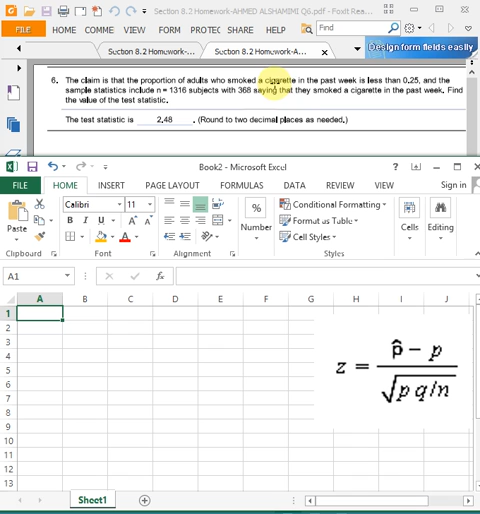 Section 8.2 Homework-AHMED ALSHAMIMI Q6.pdf - Foxit Rea...
FILE HOME COMME VIEW FORM PROTEC SHARE HELP Find
Section 8.2 Homework-... Section 8.2 Homework-A... Design form fields easily
6. The claim is that the proportion of adults who smoked a cigarette in the past week is less than 0.25, and the
sample statistics include n = 1316 subjects with 368 saying that they smoked a cigarette in the past week. Find
the value of the test statistic.
The test statistic is 2.48 . (Round to two decimal places as needed.)
Book2 - Microsoft Excel
FILE HOME INSERT PAGE LAYOUT FORMULAS DATA REVIEW VIEW Sign in
Calibri 11 % Conditional Formatting
B I U A A Format as Table
Paste A Number Cell Styles Cells Editing
Clipboard Font Alignment Styles
A1 fx
A B C D E F G H I J
1
2
3
4
5
6
7
8
9
10
11
12
13
z = p̂ − p / √p q/n
Sheet1